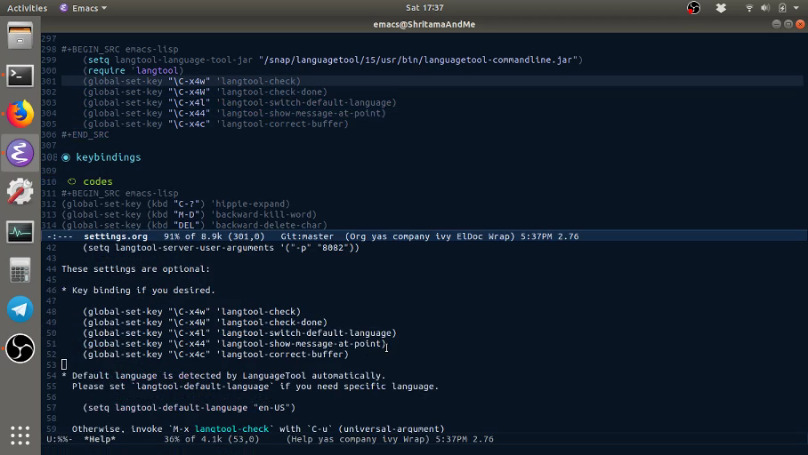 Activities Emacs ▾ Sat 17:37
emacs@ShritamaAndMe
297
298 #+BEGIN_SRC emacs-lisp
299 (setq langtool-language-tool-jar "/snap/languagetool/15/usr/bin/languagetool-commandline.jar")
300 (require `langtool)
301 (global-set-key "\C-x4w" 'langtool-check)
302 (global-set-key "\C-x4W" 'langtool-check-done)
303 (global-set-key "\C-x4l" 'langtool-switch-default-language)
304 (global-set-key "\C-x44" 'langtool-show-message-at-point)
305 (global-set-key "\C-x4c" 'langtool-correct-buffer)
306 #+END_SRC
307
308 keybindings
310 codes
311 #+BEGIN_SRC emacs-lisp
312 (global-set-key (kbd "C-?") 'hippie-expand)
313 (global-set-key (kbd "M-D") 'backward-kill-word)
314 (global-set-key (kbd "DEL") 'backward-delete-char)
-:--- settings.org 91% of 8.9k (301,0) Git:master (Org yas company ivy ElDoc Wrap) 5:37PM 2.76
42 (setq langtool-server-user-arguments '("-p" "8082"))
43
44 These settings are optional:
45
46 * Key binding if you desired.
47
48 (global-set-key "\C-x4w" 'langtool-check)
49 (global-set-key "\C-x4W" 'langtool-check-done)
50 (global-set-key "\C-x4l" 'langtool-switch-default-language)
51 (global-set-key "\C-x44" 'langtool-show-message-at-point)
52 (global-set-key "\C-x4c" 'langtool-correct-buffer)
53
54 * Default language is detected by LanguageTool automatically.
55 Please set `langtool-default-language` if you need specific language.
56
57 (setq langtool-default-language "en-US")
58
59 Otherwise, invoke `M-x langtool-check` with `C-u` (universal-argument)
U:%%- *Help* 36% of 4.1k (53,0) (Help yas company ivy Wrap) 5:37PM 2.76